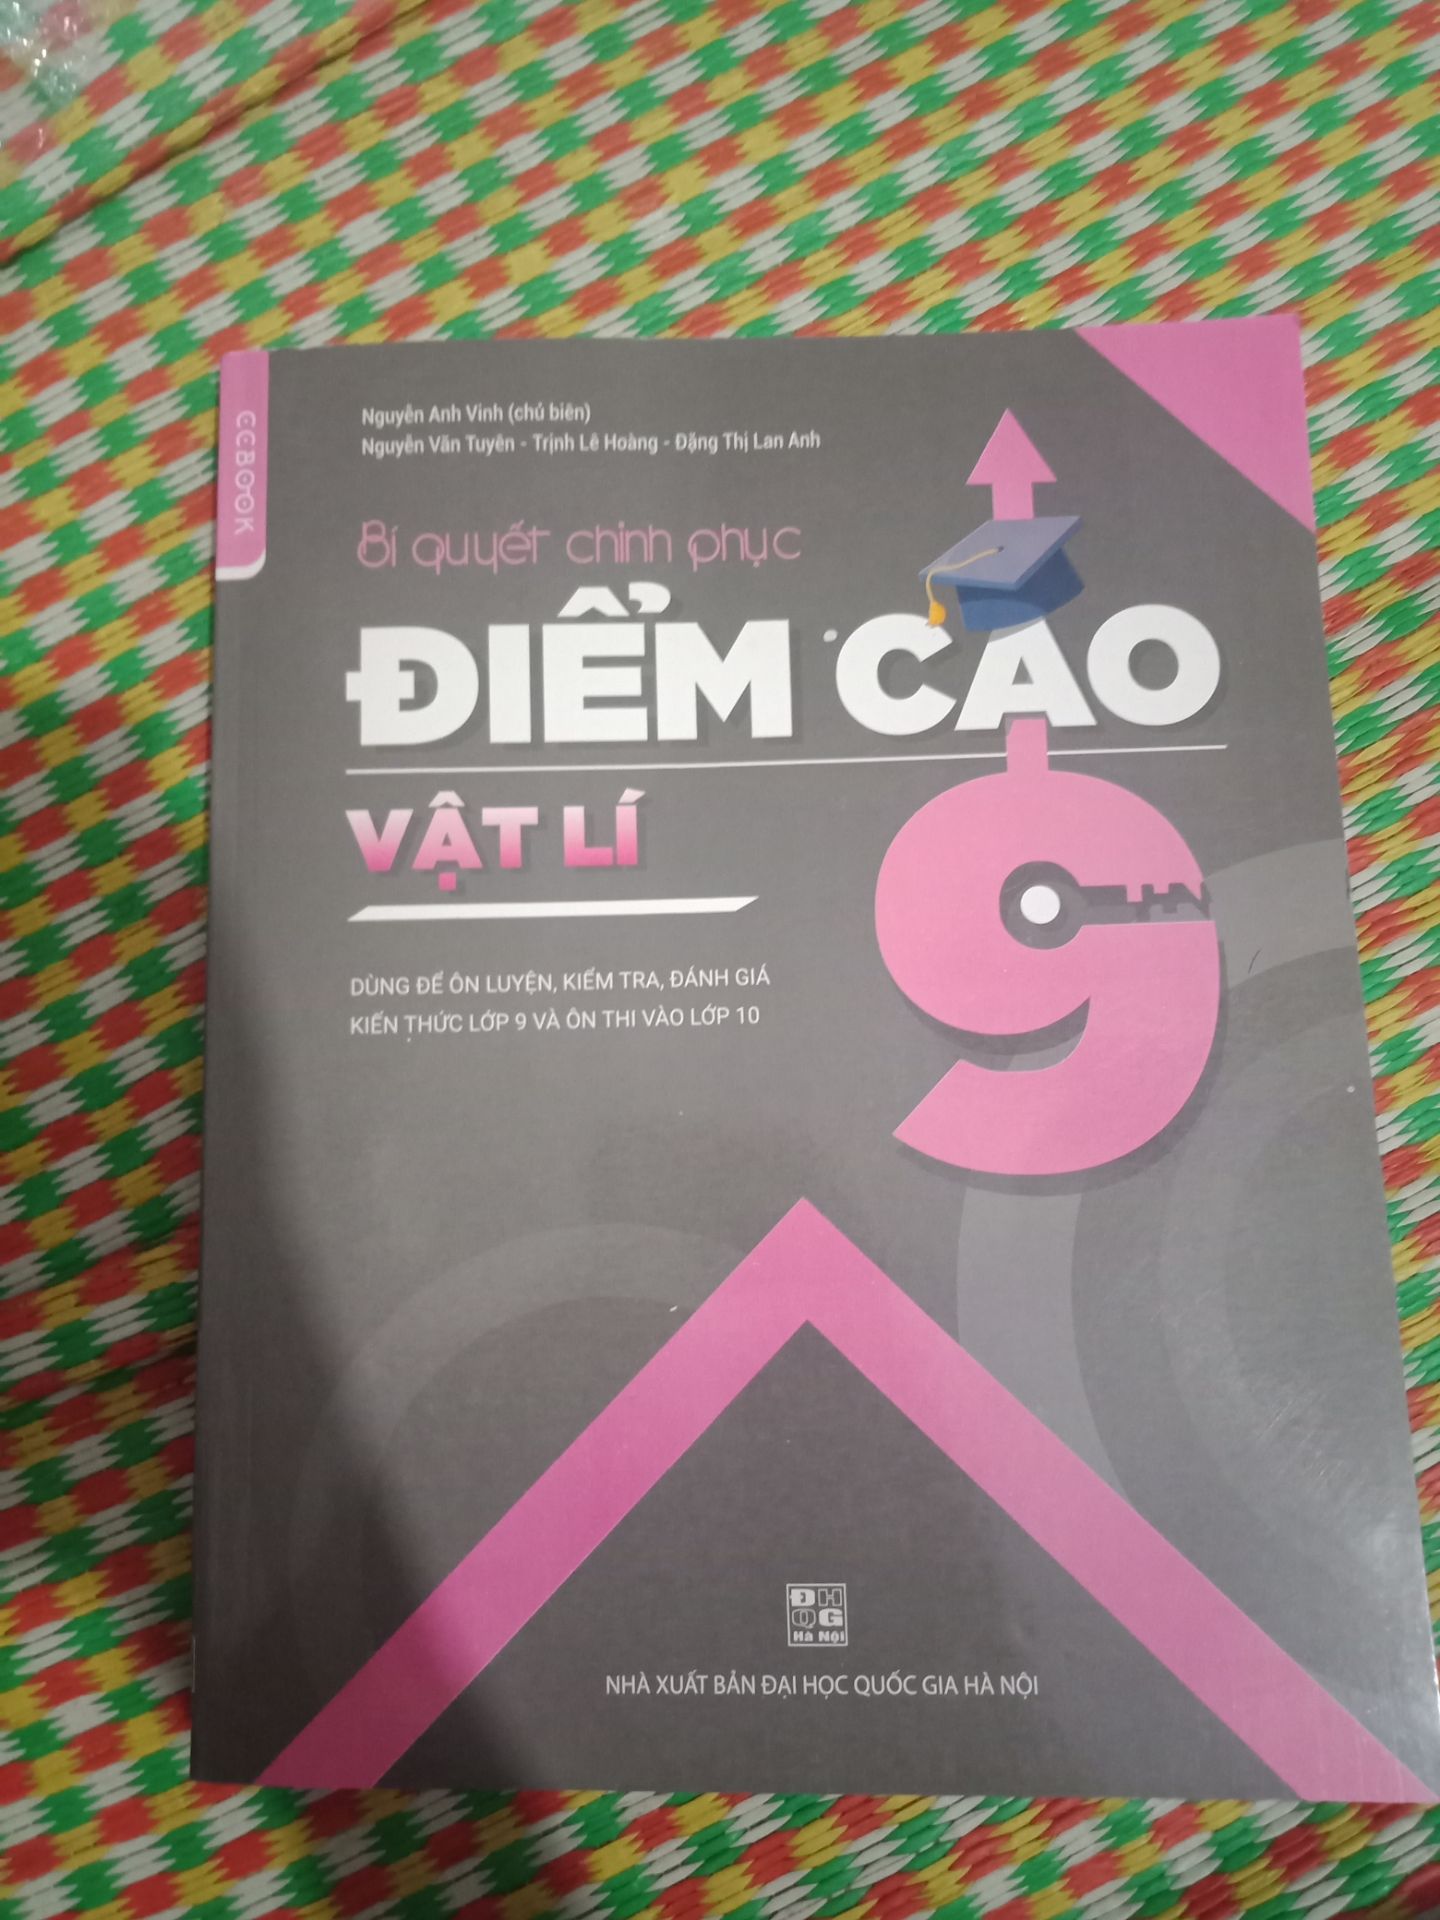 CCBOOK
Nguyễn Anh Vinh (chủ biên)
Nguyễn Văn Tuyên - Trịnh Lê Hoàng - Đặng Thị Lan Anh
Bí quyết chinh phục
ĐIỂM CAO
VẬT LÍ
9
DÙNG ĐỂ ÔN LUYỆN, KIỂM TRA, ĐÁNH GIÁ
KIẾN THỨC LỚP 9 VÀ ÔN THI VÀO LỚP 10
ĐH
QG
Hà Nội
NHÀ XUẤT BẢN ĐẠI HỌC QUỐC GIA HÀ NỘI